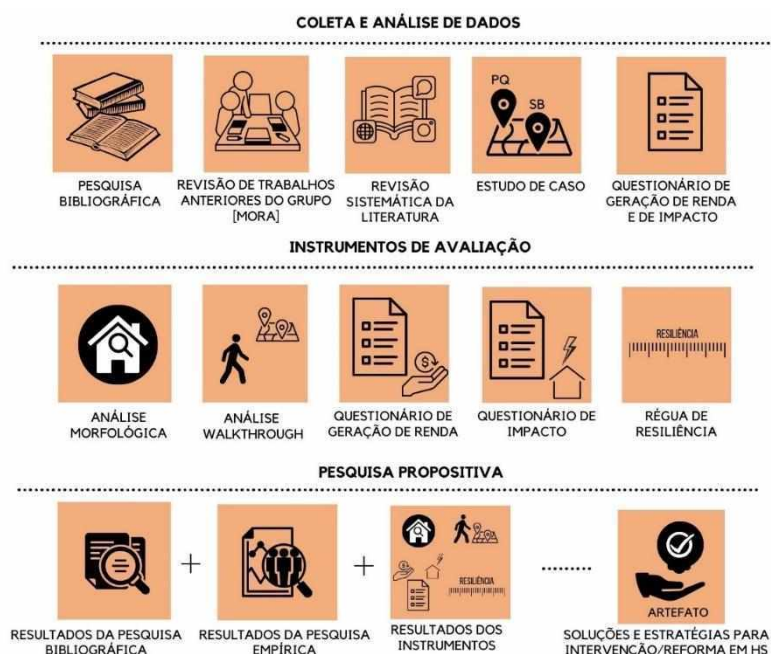 COLETA E ANÁLISE DE DADOS
PQ
SB
PESQUISA
BIBLIOGRÁFICA
REVISÃO DE TRABALHOS
ANTERIORES DO GRUPO
[MORA]
REVISÃO
SISTEMÁTICA DA
LITERATURA
ESTUDO DE CASO
QUESTIONÁRIO DE
GERAÇÃO DE RENDA
E DE IMPACTO
INSTRUMENTOS DE AVALIAÇÃO
RESILIÊNCIA
ANÁLISE
MORFOLÓGICA
ANÁLISE
WALKTHROUGH
QUESTIONÁRIO DE
GERAÇÃO DE RENDA
QUESTIONÁRIO DE
IMPACTO
RÉGUA DE
RESILIÊNCIA
PESQUISA PROPOSITIVA
+
+
RESILIÊNCIA
ARTEFATO
RESULTADOS DA PESQUISA
BIBLIOGRÁFICA
RESULTADOS DA PESQUISA
EMPÍRICA
RESULTADOS DOS
INSTRUMENTOS
SOLUÇÕES E ESTRATÉGIAS PARA
INTERVENÇÃO/REFORMA EM HS